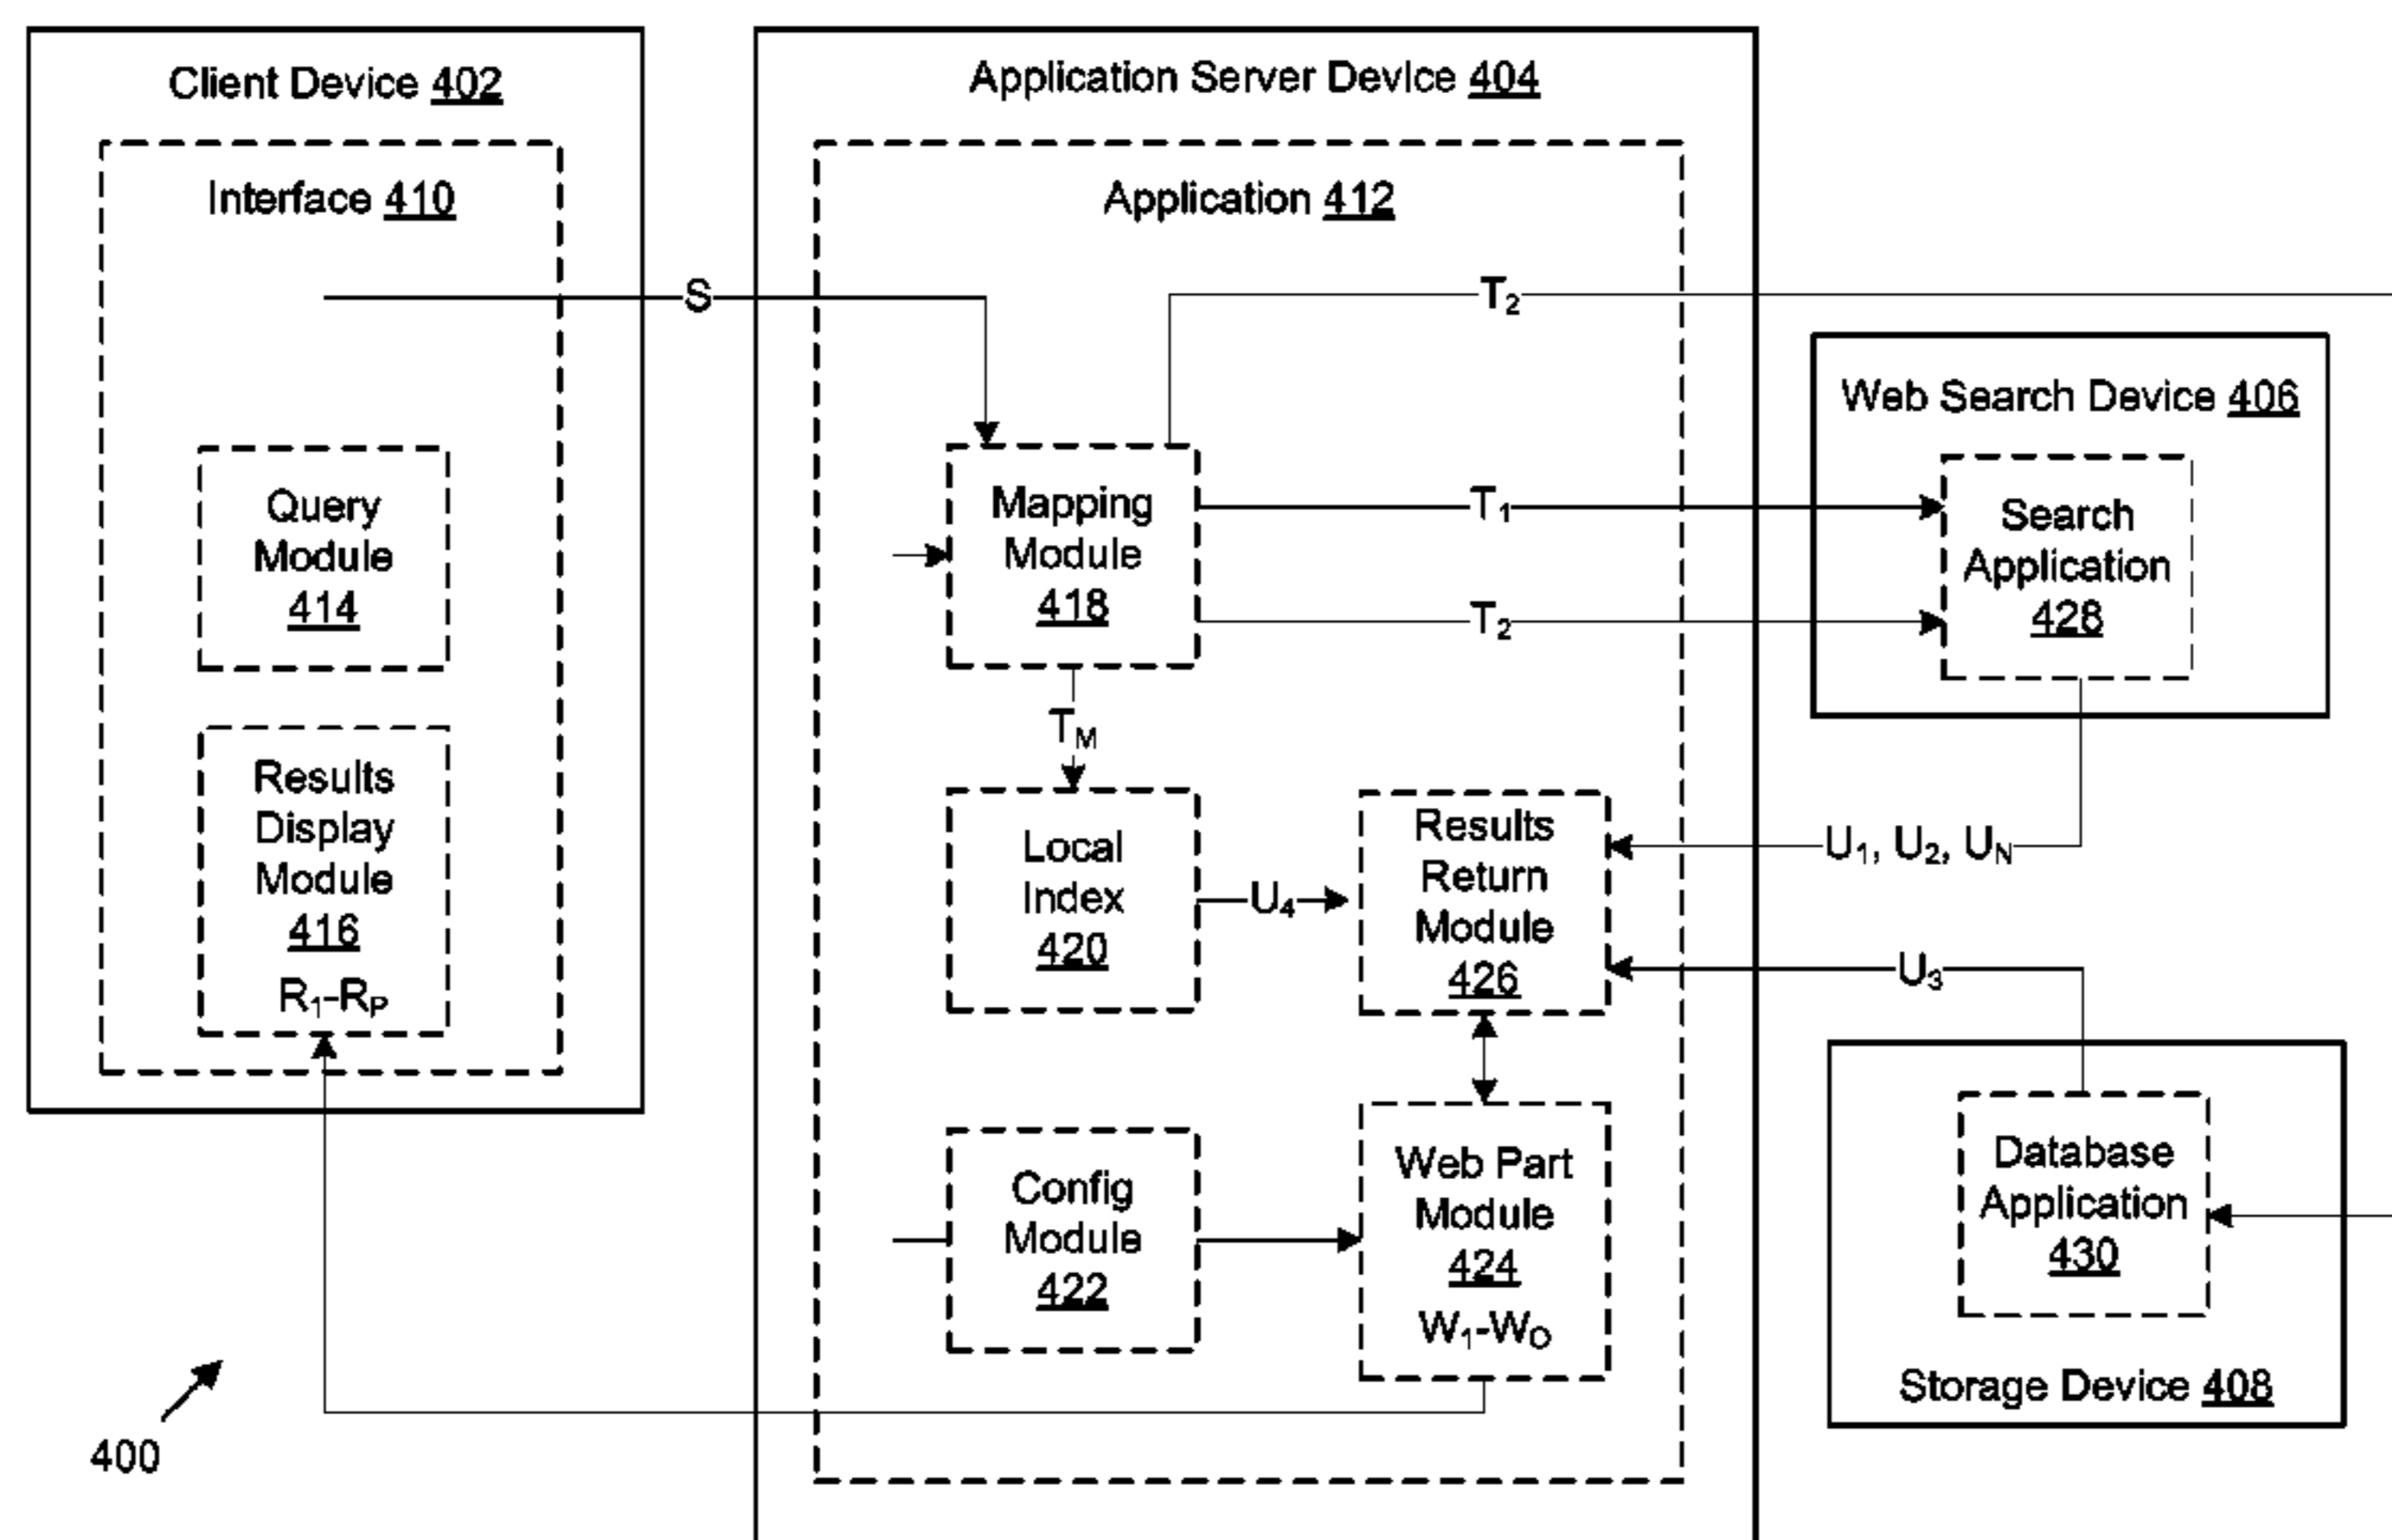 Client Device 402
Interface 410
Query
Module
414
Results
Display
Module
416
R1-RP
S
Application Server Device 404
Application 412
T2
Mapping
Module
418
T1
T2
TM
Local
Index
420
U4
Results
Return
Module
426
Config
Module
422
Web Part
Module
424
W1-WO
Web Search Device 406
Search
Application
428
U1, U2, UN
U3
Database
Application
430
Storage Device 408
400